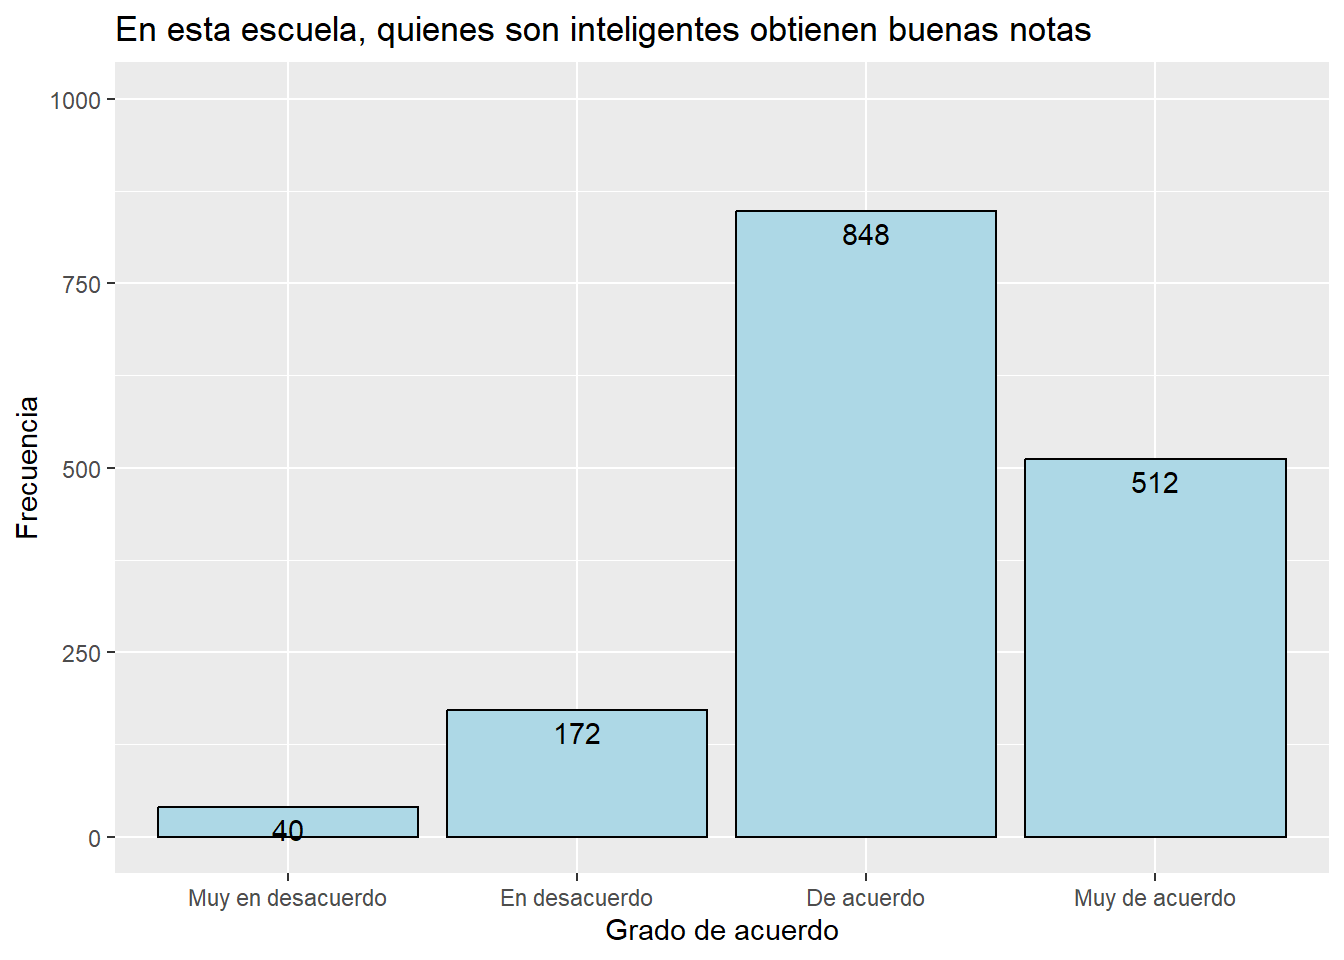 En esta escuela, quienes son inteligentes obtienen buenas notas
1000
750
500
250
0
Frecuencia
848
512
172
40
Muy en desacuerdo
En desacuerdo
De acuerdo
Muy de acuerdo
Grado de acuerdo